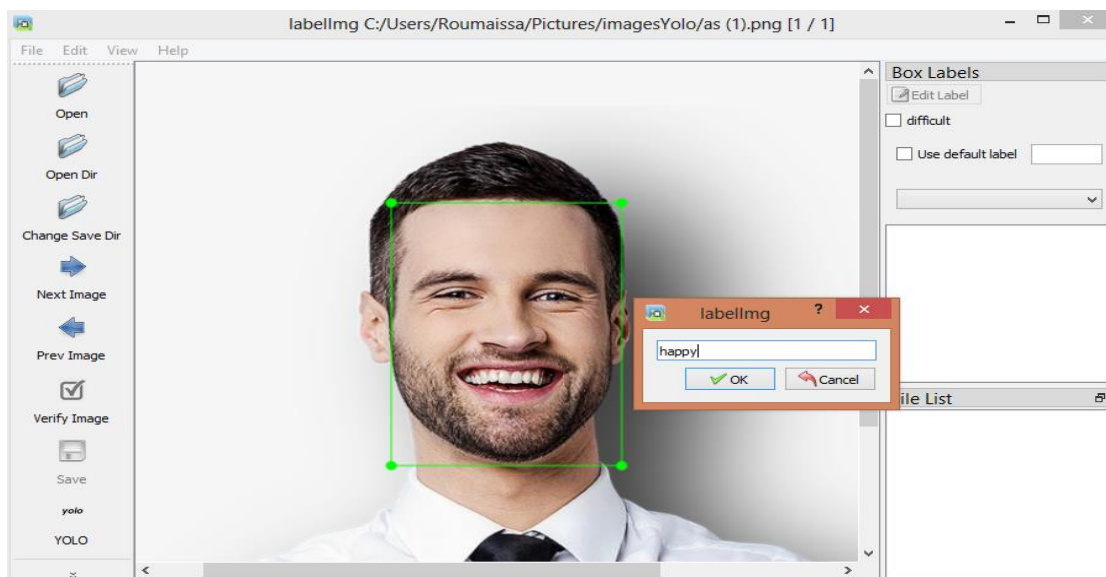 labelImg C:/Users/Roumaissa/Pictures/imagesYolo/as (1).png [1 / 1]
File Edit View Help
Open
Open Dir
Change Save Dir
Next Image
Prev Image
Verify Image
Save
yolo
YOLO
Box Labels
Edit Label
difficult
Use default label
labelImg ? ×
happy
OK Cancel
ile List